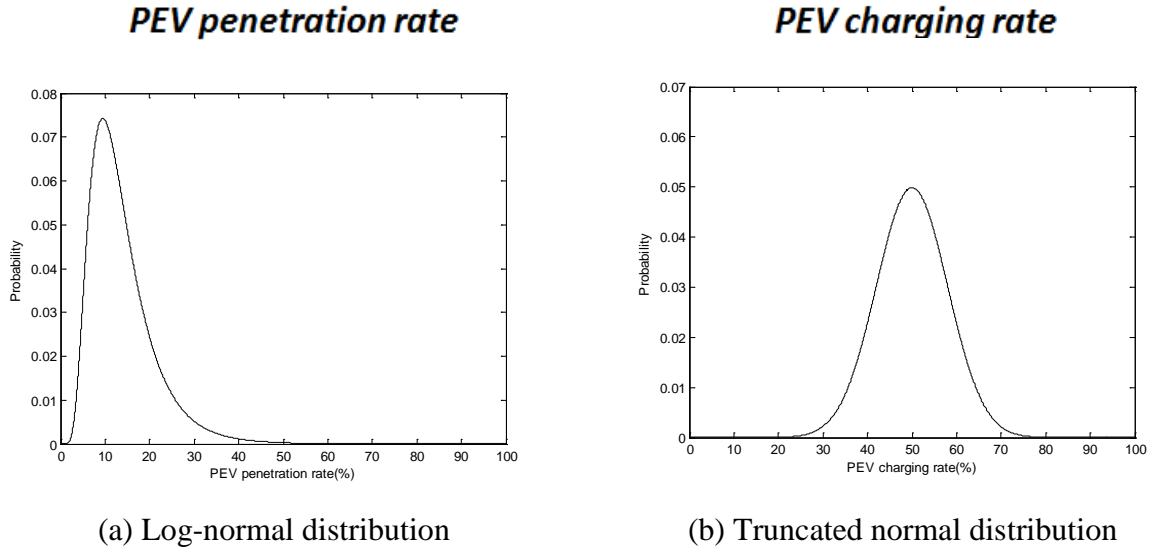 PEV penetration rate
0.08
0.07
0.06
0.05
0.04
0.03
0.02
0.01
0
Probability
0 10 20 30 40 50 60 70 80 90 100
PEV penetration rate(%)
(a) Log-normal distribution
PEV charging rate
0.07
0.06
0.05
0.04
0.03
0.02
0.01
0
Probability
0 10 20 30 40 50 60 70 80 90 100
PEV charging rate(%)
(b) Truncated normal distribution